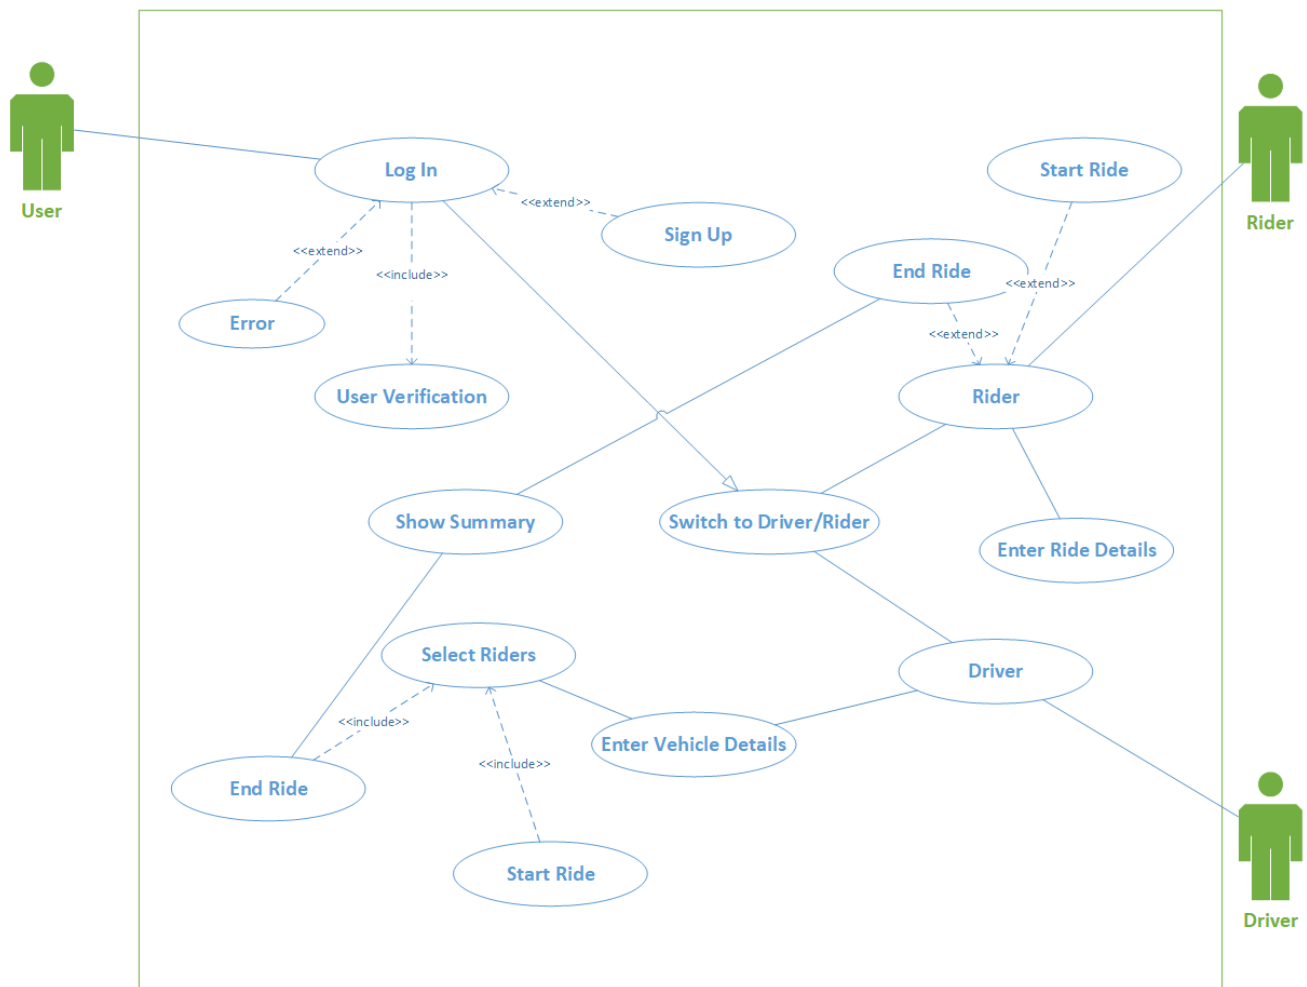 Log In
Start Ride
<<extend>>
User
Rider
Sign Up
<<extend>>
End Ride
<<include>>
<<extend>>
Error
<<extend>>
User Verification
Rider
Show Summary
Switch to Driver/Rider
Enter Ride Details
Select Riders
Driver
<<include>>
Enter Vehicle Details
<<include>>
End Ride
Start Ride
Driver